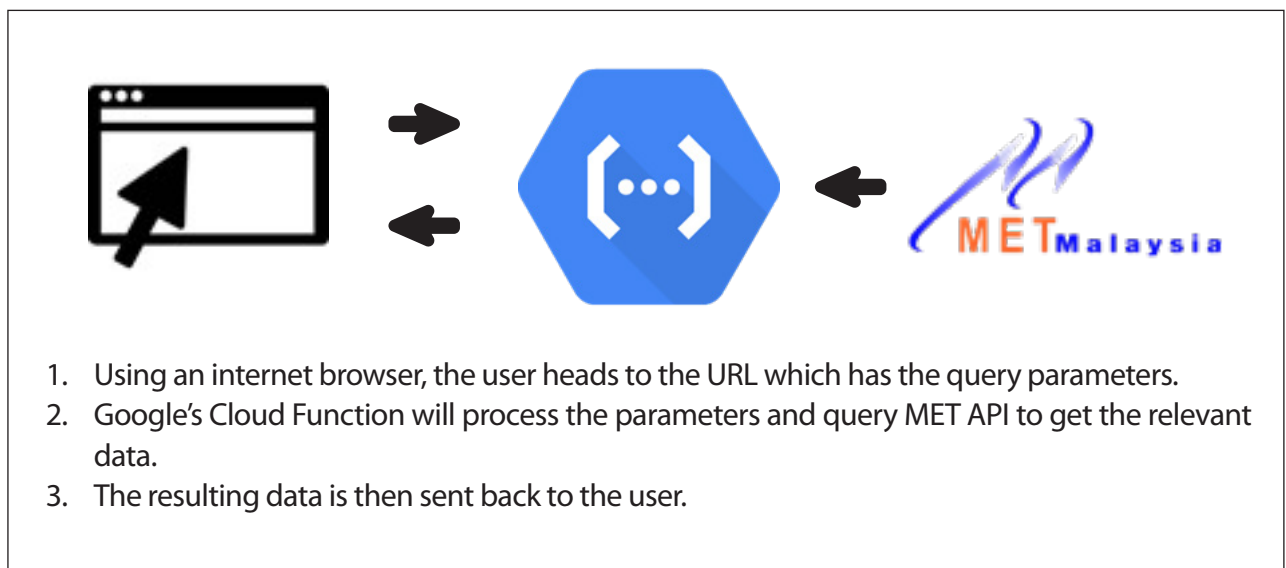 METMalaysia
1. Using an internet browser, the user heads to the URL which has the query parameters.
2. Google’s Cloud Function will process the parameters and query MET API to get the relevant
data.
3. The resulting data is then sent back to the user.